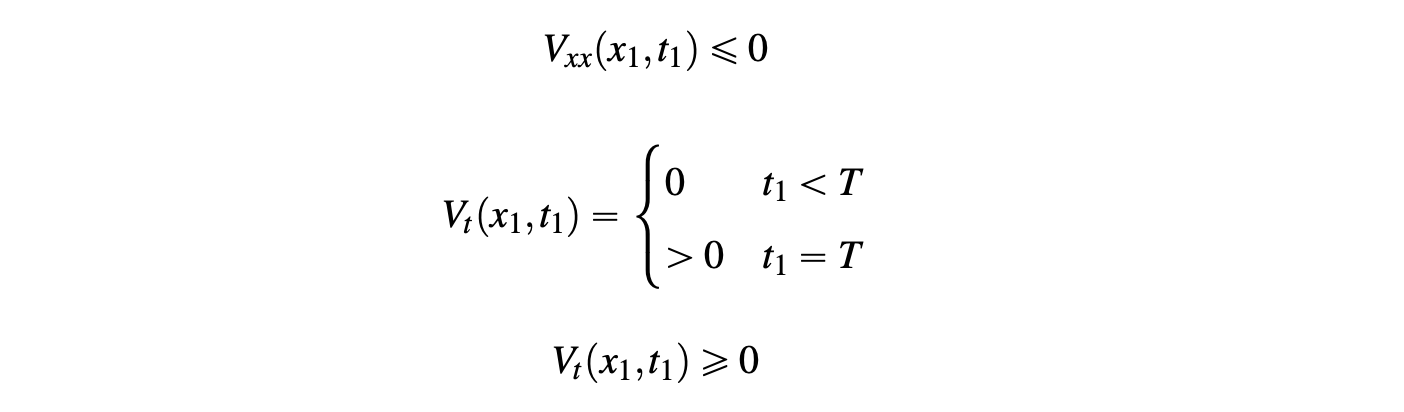 V_{xx}(x_1, t_1) ⩽ 0
V_t(x_1, t_1) = { 0 t_1 < T
> 0 t_1 = T
V_t(x_1, t_1) ⩾ 0